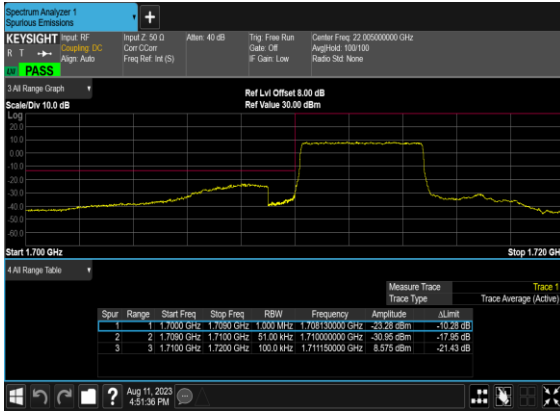 Spectrum Analyzer 1
Spurious Emissions
+
KEYSIGHT Input: RF Input Z: 50 Ω Atten: 40 dB Trig: Free Run Center Freq: 22.005000000 GHz
R T Coupling: DC Corr CCorr Gate: Off Avg|Hold: 100/100
Align: Auto Freq Ref: Int (S) IF Gain: Low Radio Std: None
PASS
3 All Range Graph
Ref Lvl Offset 8.00 dB
Scale/Div 10.0 dB Ref Value 30.00 dBm
Log
20.0
10.0
0.00
-10.0
-20.0
-30.0
-40.0
-50.0
-60.0
Start 1.700 GHz Stop 1.720 GH
4 All Range Table
Measure Trace Trace 1
Trace Type Trace Average (Active)
Spur Range Start Freq Stop Freq RBW Frequency Amplitude ΔLimit
1 1 1.7000 GHz 1.7090 GHz 1.000 MHz 1.708130000 GHz -23.28 dBm -10.28 dB
2 2 1.7090 GHz 1.7100 GHz 51.00 kHz 1.710000000 GHz -30.95 dBm -17.95 dB
3 3 1.7100 GHz 1.7200 GHz 100.0 kHz 1.711150000 GHz 8.575 dBm -21.43 dB
? Aug 11, 2023
4:51:36 PM